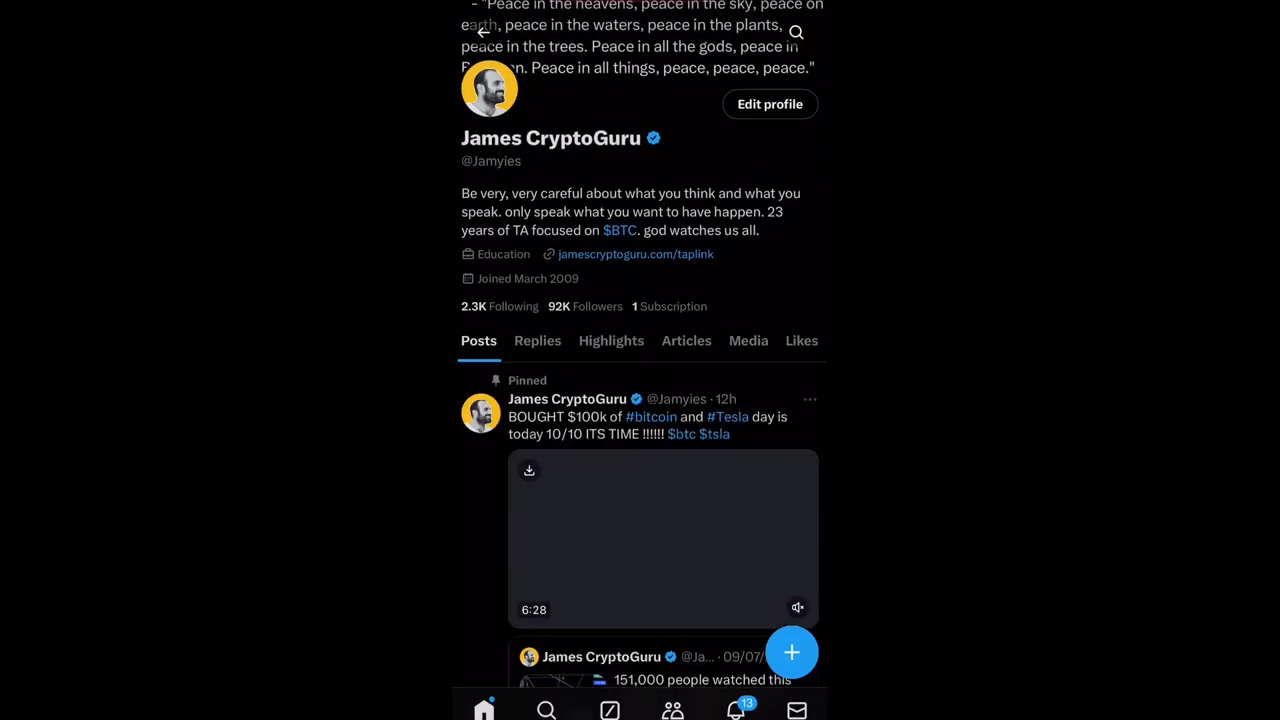 - "Peace in the heavens, peace in the sky, peace on
earth, peace in the waters, peace in the plants,
peace in the trees. Peace in all the gods, peace in
Peace in all things, peace, peace, peace."
Edit profile
James CryptoGuru
@Jamyies
Be very, very careful about what you think and what you
speak. only speak what you want to have happen. 23
years of TA focused on $BTC. god watches us all.
Education jamescryptoguru.com/taplink
Joined March 2009
2.3K Following 92K Followers 1 Subscription
Posts Replies Highlights Articles Media Likes
Pinned
James CryptoGuru @Jamyies · 12h
BOUGHT $100k of #bitcoin and #Tesla day is
today 10/10 ITS TIME !!!!!! $btc $tsla
6:28
James CryptoGuru @Ja... · 09/07/
151,000 people watched this
13